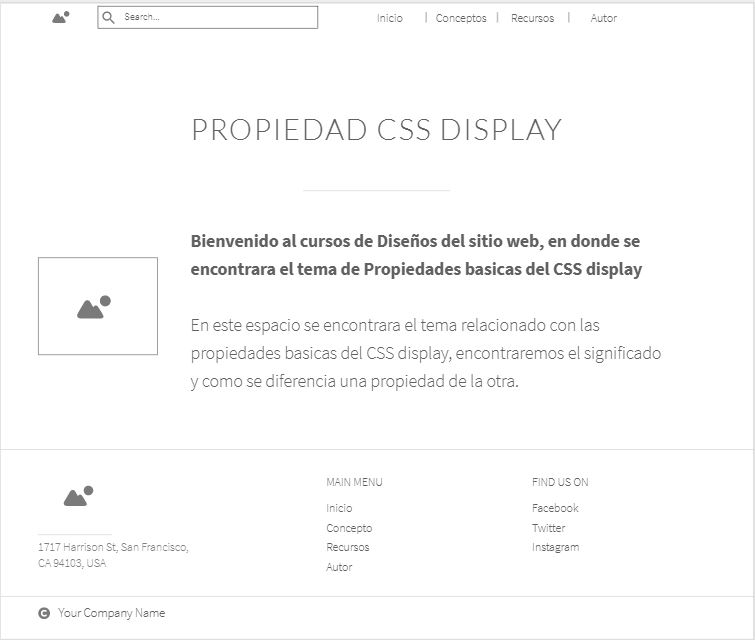 Search...
Inicio | Conceptos | Recursos | Autor
PROPIEDAD CSS DISPLAY
Bienvenido al cursos de Diseños del sitio web, en donde se
encontrara el tema de Propiedades basicas del CSS display
En este espacio se encontrara el tema relacionado con las
propiedades basicas del CSS display, encontraremos el significado
y como se diferencia una propiedad de la otra.
1717 Harrison St, San Francisco,
CA 94103, USA
MAIN MENU
Inicio
Concepto
Recursos
Autor
FIND US ON
Facebook
Twitter
Instagram
© Your Company Name